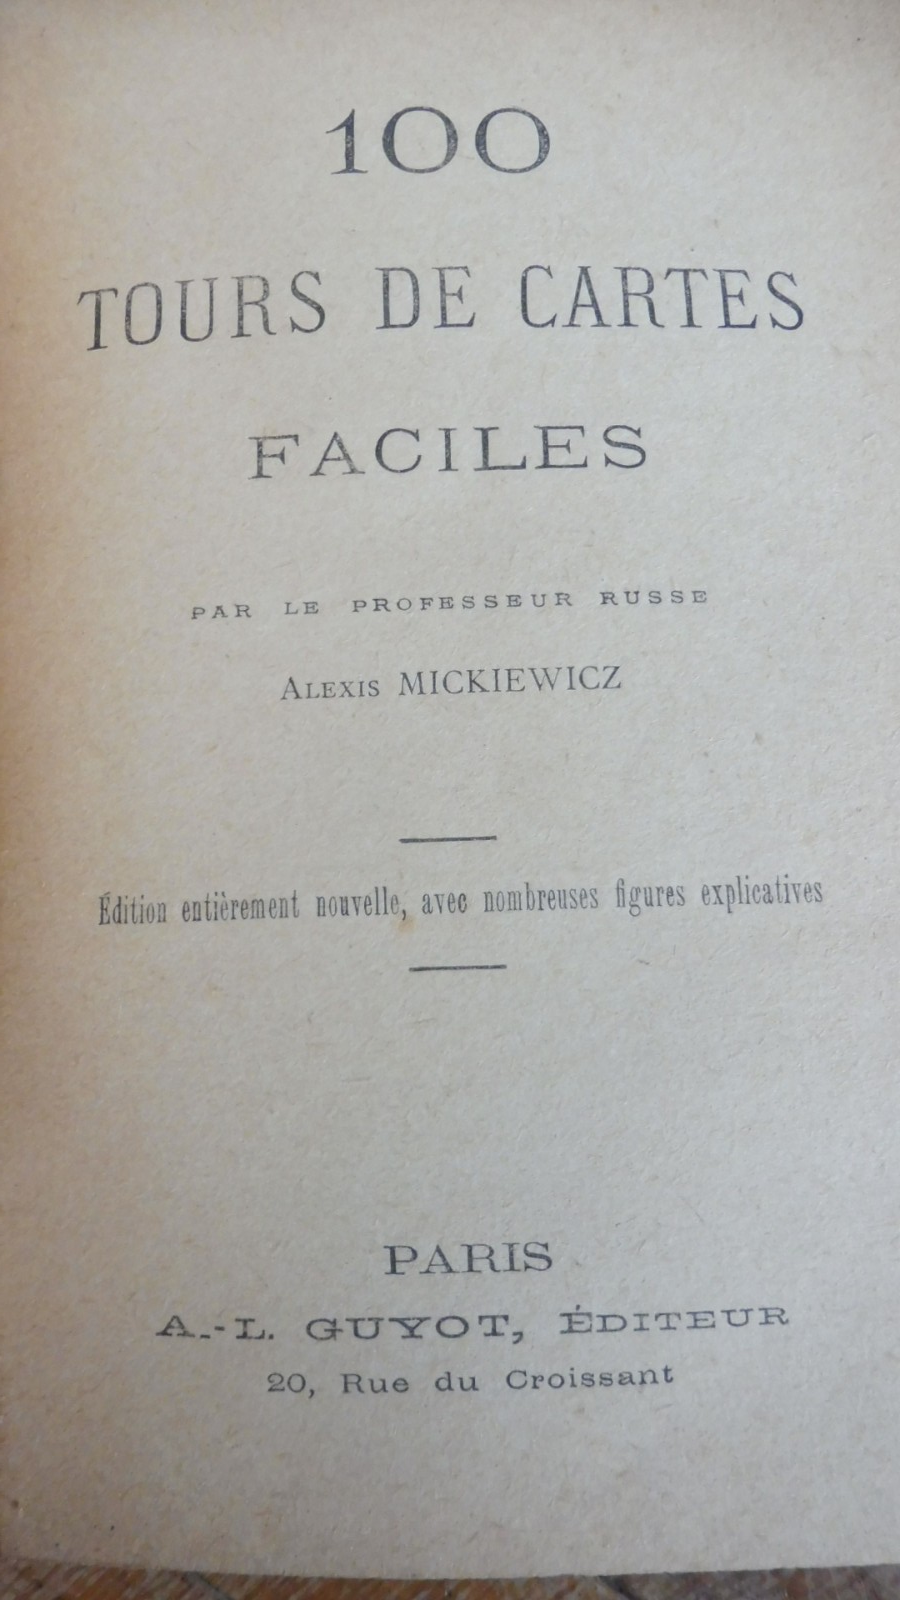 100
TOURS DE CARTES
FACILES
PAR LE PROFESSEUR RUSSE
ALEXIS MICKIEWICZ
Édition entièrement nouvelle, avec nombreuses figures explicatives
PARIS
A.-L. GUYOT, ÉDITEUR
20, Rue du Croissant